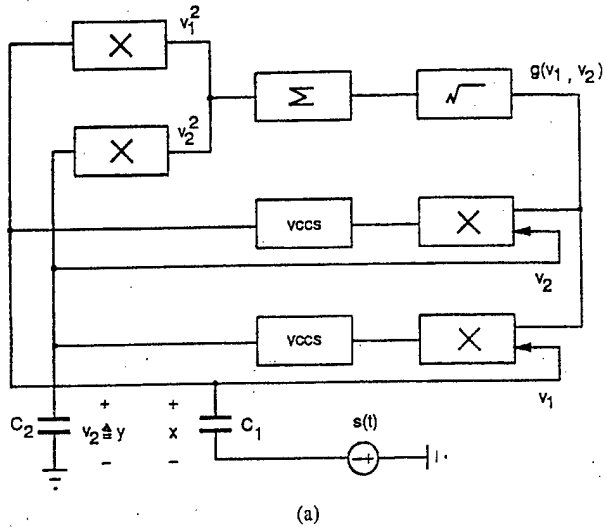 v₁²
×
Σ
√
g(v₁ , v₂)
v₂²
×
VCCS
×
v₂
VCCS
×
v₁
C₂
+
v₂ ≜ y
−
+
x
−
C₁
s(t)
−+
(a)